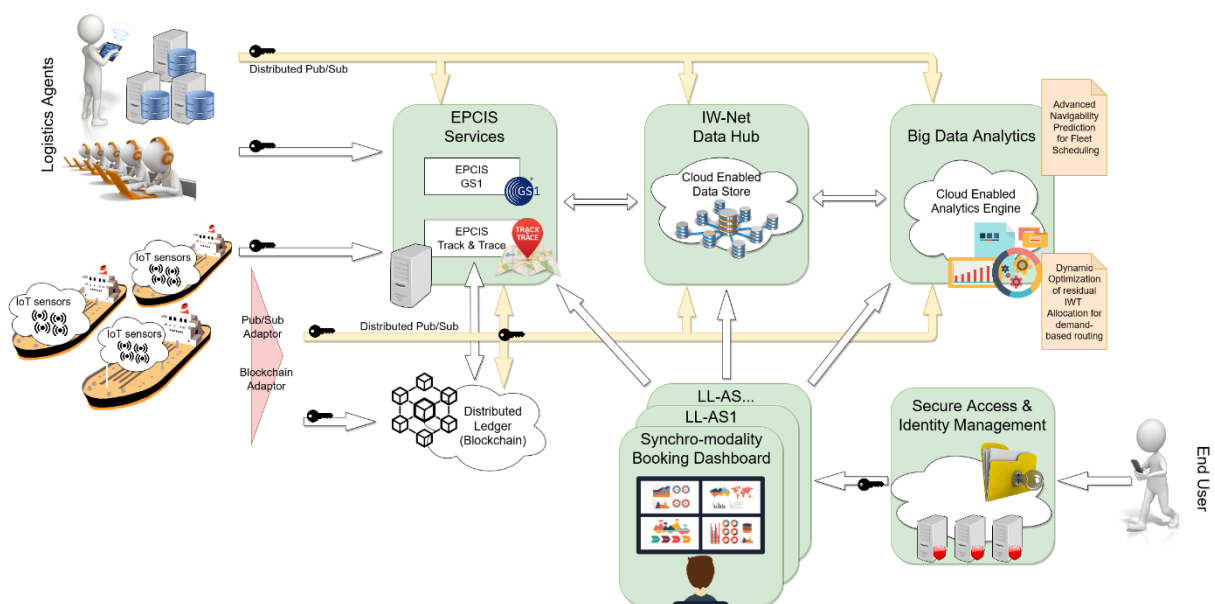 Logistics Agents
Distributed Pub/Sub
EPCIS
Services
EPCIS
GS1
GS1
EPCIS
Track & Trace
TRACK
TRACE
IW-Net
Data Hub
Cloud Enabled
Data Store
Big Data Analytics
Cloud Enabled
Analytics Engine
Advanced
Navigability
Prediction
for Fleet
Scheduling
Dynamic
Optimization
of residual
IWT
Allocation for
demand-
based routing
IoT sensors
IoT sensors
IoT sensors
Pub/Sub
Adaptor
Blockchain
Adaptor
Distributed Pub/Sub
Distributed
Ledger
(Blockchain)
LL-AS...
LL-AS1
Synchro-modality
Booking Dashboard
Secure Access &
Identity Management
End User